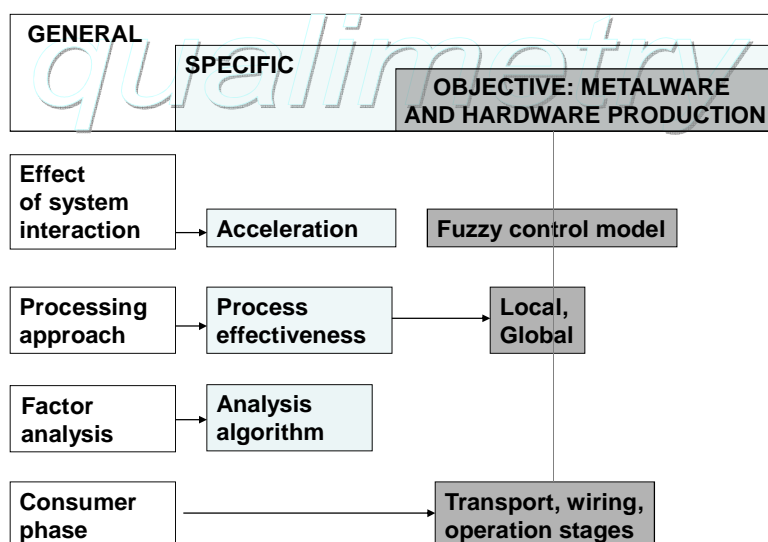 qualimetry
GENERAL
SPECIFIC
OBJECTIVE: METALWARE
AND HARDWARE PRODUCTION
Effect
of system
interaction
Acceleration
Fuzzy control model
Processing
approach
Process
effectiveness
Local,
Global
Factor
analysis
Analysis
algorithm
Consumer
phase
Transport, wiring,
operation stages